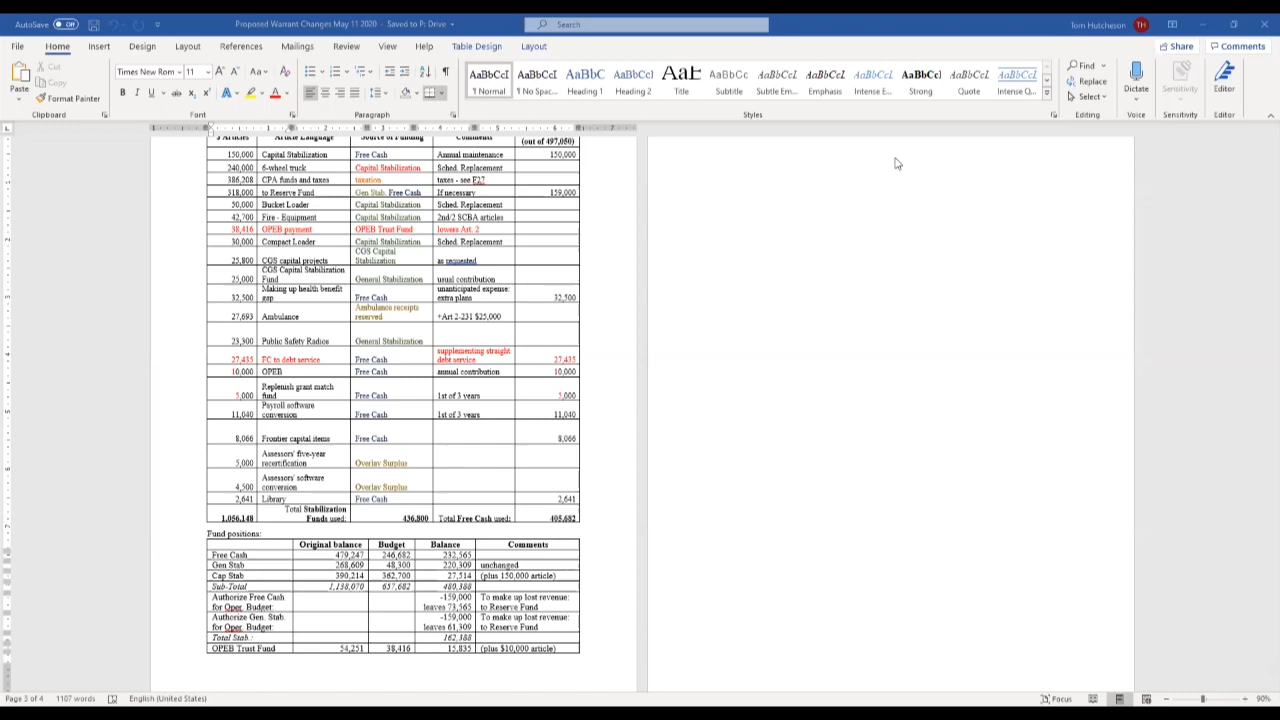 AutoSave Off Proposed Warrant Changes May 11 2020 - Saved to P: Drive Search Tom Hutcheson TH
File Home Insert Design Layout References Mailings Review View Help Table Design Layout Share Comments
Paste Cut Copy Format Painter Clipboard
Times New Rom 11 Font
Paragraph
AaBbCcI AaBbCcI AaBbC AaBbCcI AaB AaBbCcC AaBbCcL AaBbCcL AaBbCcL AaBbCcI AaBbCcL AaBbCcL
¶ Normal ¶ No Spac... Heading 1 Heading 2 Title Subtitle Subtle Em... Emphasis Intense E... Strong Quote Intense Q...
Styles
Find Replace Select Editing
Dictate Voice
Sensitivity Sensitivity
Editor Editor
Articles Article Language Source of Funding Comments (out of 497,050)
150,000 Capital Stabilization Free Cash Annual maintenance 150,000
240,000 6-wheel truck Capital Stabilization Sched. Replacement
386,208 CPA funds and taxes taxation taxes - see F27
318,000 to Reserve Fund Gen Stab. Free Cash If necessary 159,000
50,000 Bucket Loader Capital Stabilization Sched. Replacement
42,700 Fire - Equipment Capital Stabilization 2nd/2 SCBA articles
38,416 OPEB payment OPEB Trust Fund lowers Art. 2
30,000 Compact Loader Capital Stabilization Sched. Replacement
25,800 CGS capital projects CGS Capital Stabilization as requested
25,000 CGS Capital Stabilization Fund General Stabilization usual contribution
32,500 Making up health benefit gap Free Cash unanticipated expense: extra plans 32,500
27,693 Ambulance Ambulance receipts reserved +Art 2-231 $25,000
23,300 Public Safety Radios General Stabilization
27,435 FC to debt service Free Cash supplementing straight debt service 27,435
10,000 OPEB Free Cash annual contribution 10,000
5,000 Replenish grant match fund Free Cash 1st of 3 years 5,000
11,040 Payroll software conversion Free Cash 1st of 3 years 11,040
8,066 Frontier capital items Free Cash 8,066
5,000 Assessors' five-year recertification Overlay Surplus
4,500 Assessors' software conversion Overlay Surplus
2,641 Library Free Cash 2,641
1,056,148 Total Stabilization Funds used: 436,800 Total Free Cash used: 405,682
Fund positions:
Original balance Budget Balance Comments
Free Cash 479,247 246,682 232,565
Gen Stab 268,609 48,300 220,309 unchanged
Cap Stab 390,214 362,700 27,514 (plus 150,000 article)
Sub-Total 1,138,070 657,682 480,388
Authorize Free Cash for Oper. Budget: -159,000 leaves 73,565 To make up lost revenue: to Reserve Fund
Authorize Gen. Stab. for Oper. Budget: -159,000 leaves 61,309 To make up lost revenue: to Reserve Fund
Total Stab.: 162,388
OPEB Trust Fund 54,251 38,416 15,835 (plus $10,000 article)
Page 3 of 4 1107 words English (United States) Focus 90%